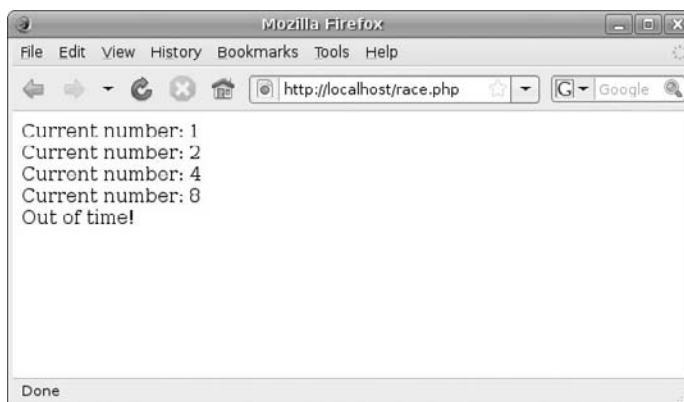 Mozilla Firefox
File Edit View History Bookmarks Tools Help
http://localhost/race.php G Google
Current number: 1
Current number: 2
Current number: 4
Current number: 8
Out of time!
Done